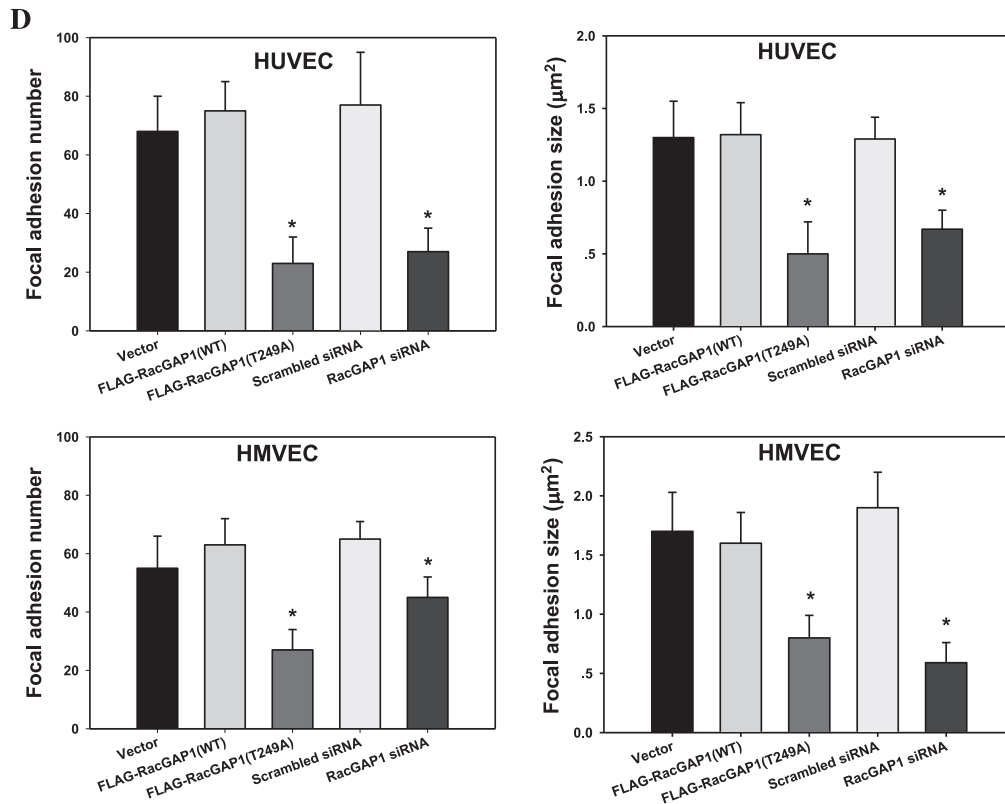 D
HUVEC
Focal adhesion number
100
80
60
40
20
0
*
*
Vector
FLAG-RacGAP1(WT)
FLAG-RacGAP1(T249A)
Scrambled siRNA
RacGAP1 siRNA
HUVEC
Focal adhesion size (μm²)
2.0
1.5
1.0
.5
0.0
*
*
Vector
FLAG-RacGAP1(WT)
FLAG-RacGAP1(T249A)
Scrambled siRNA
RacGAP1 siRNA
HMVEC
Focal adhesion number
100
80
60
40
20
0
*
*
Vector
FLAG-RacGAP1(WT)
FLAG-RacGAP1(T249A)
Scrambled siRNA
RacGAP1 siRNA
HMVEC
Focal adhesion size (μm²)
2.5
2.0
1.5
1.0
.5
0.0
*
*
Vector
FLAG-RacGAP1(WT)
FLAG-RacGAP1(T249A)
Scrambled siRNA
RacGAP1 siRNA